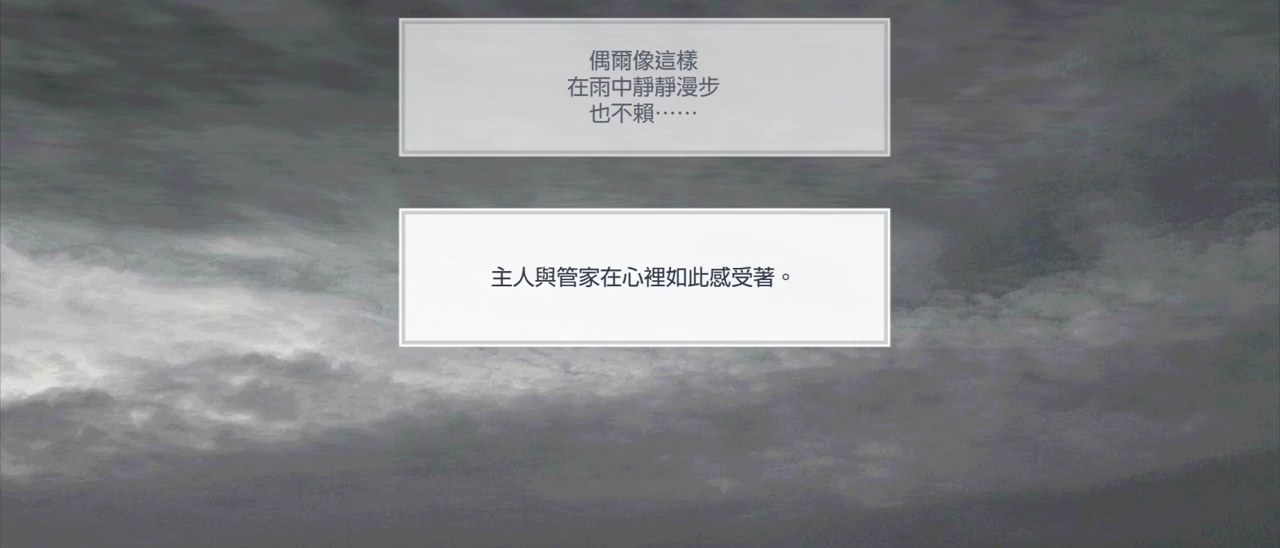 偶爾像這樣
在雨中靜靜漫步
也不賴⋯⋯
主人與管家在心裡如此感受著。